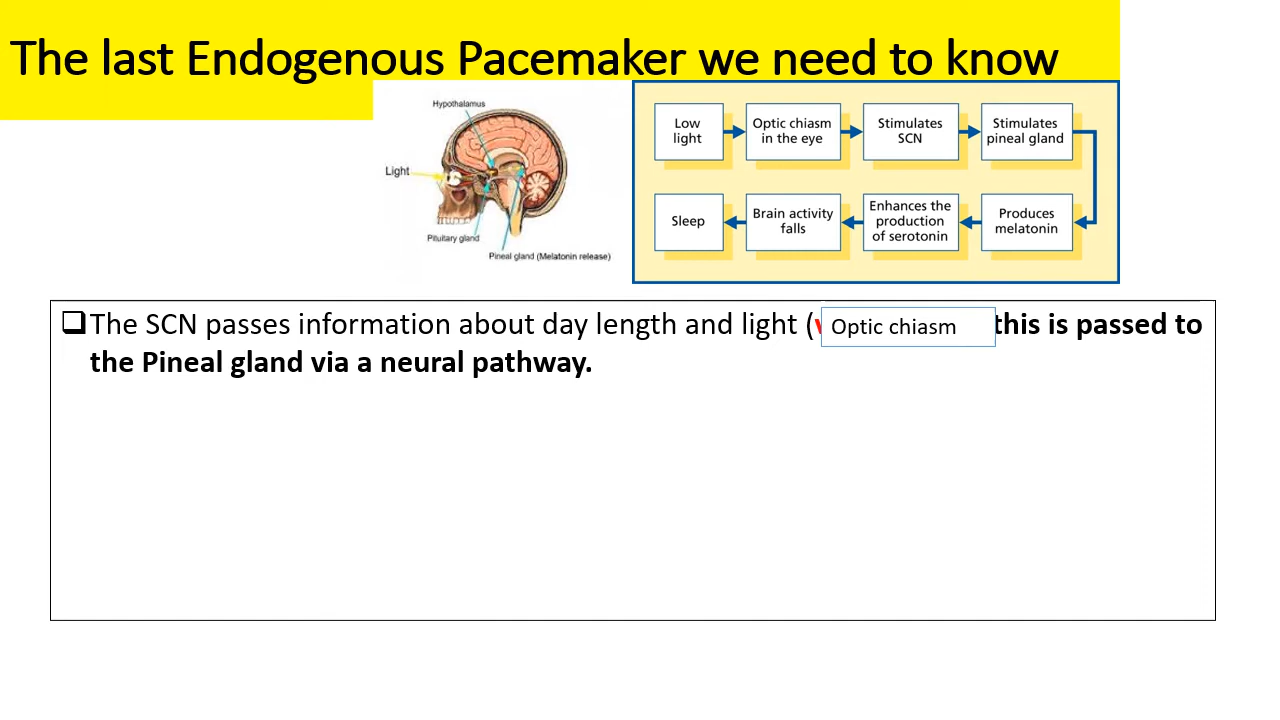 The last Endogenous Pacemaker we need to know
Hypothalamus
Light
Pituitary gland
Pineal gland (Melatonin release)
Low
light
Optic chiasm
in the eye
Stimulates
SCN
Stimulates
pineal gland
Produces
melatonin
Enhances the
production
of serotonin
Brain activity
falls
Sleep
The SCN passes information about day length and light ( Optic chiasm this is passed to
the Pineal gland via a neural pathway.